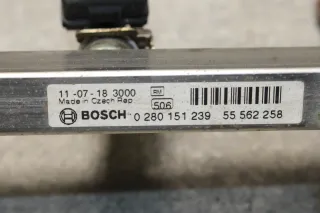 11-07-18 3000
Made in Czech Rep
506
BOSCH 0 280 151 239 55 562 258